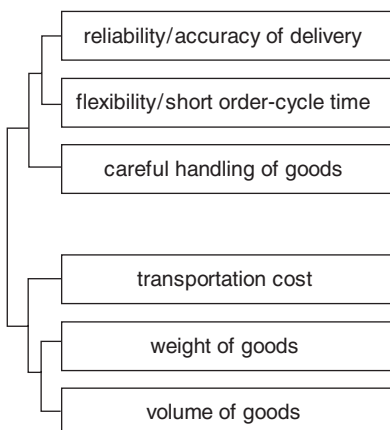 reliability/accuracy of delivery
flexibility/short order-cycle time
careful handling of goods
transportation cost
weight of goods
volume of goods